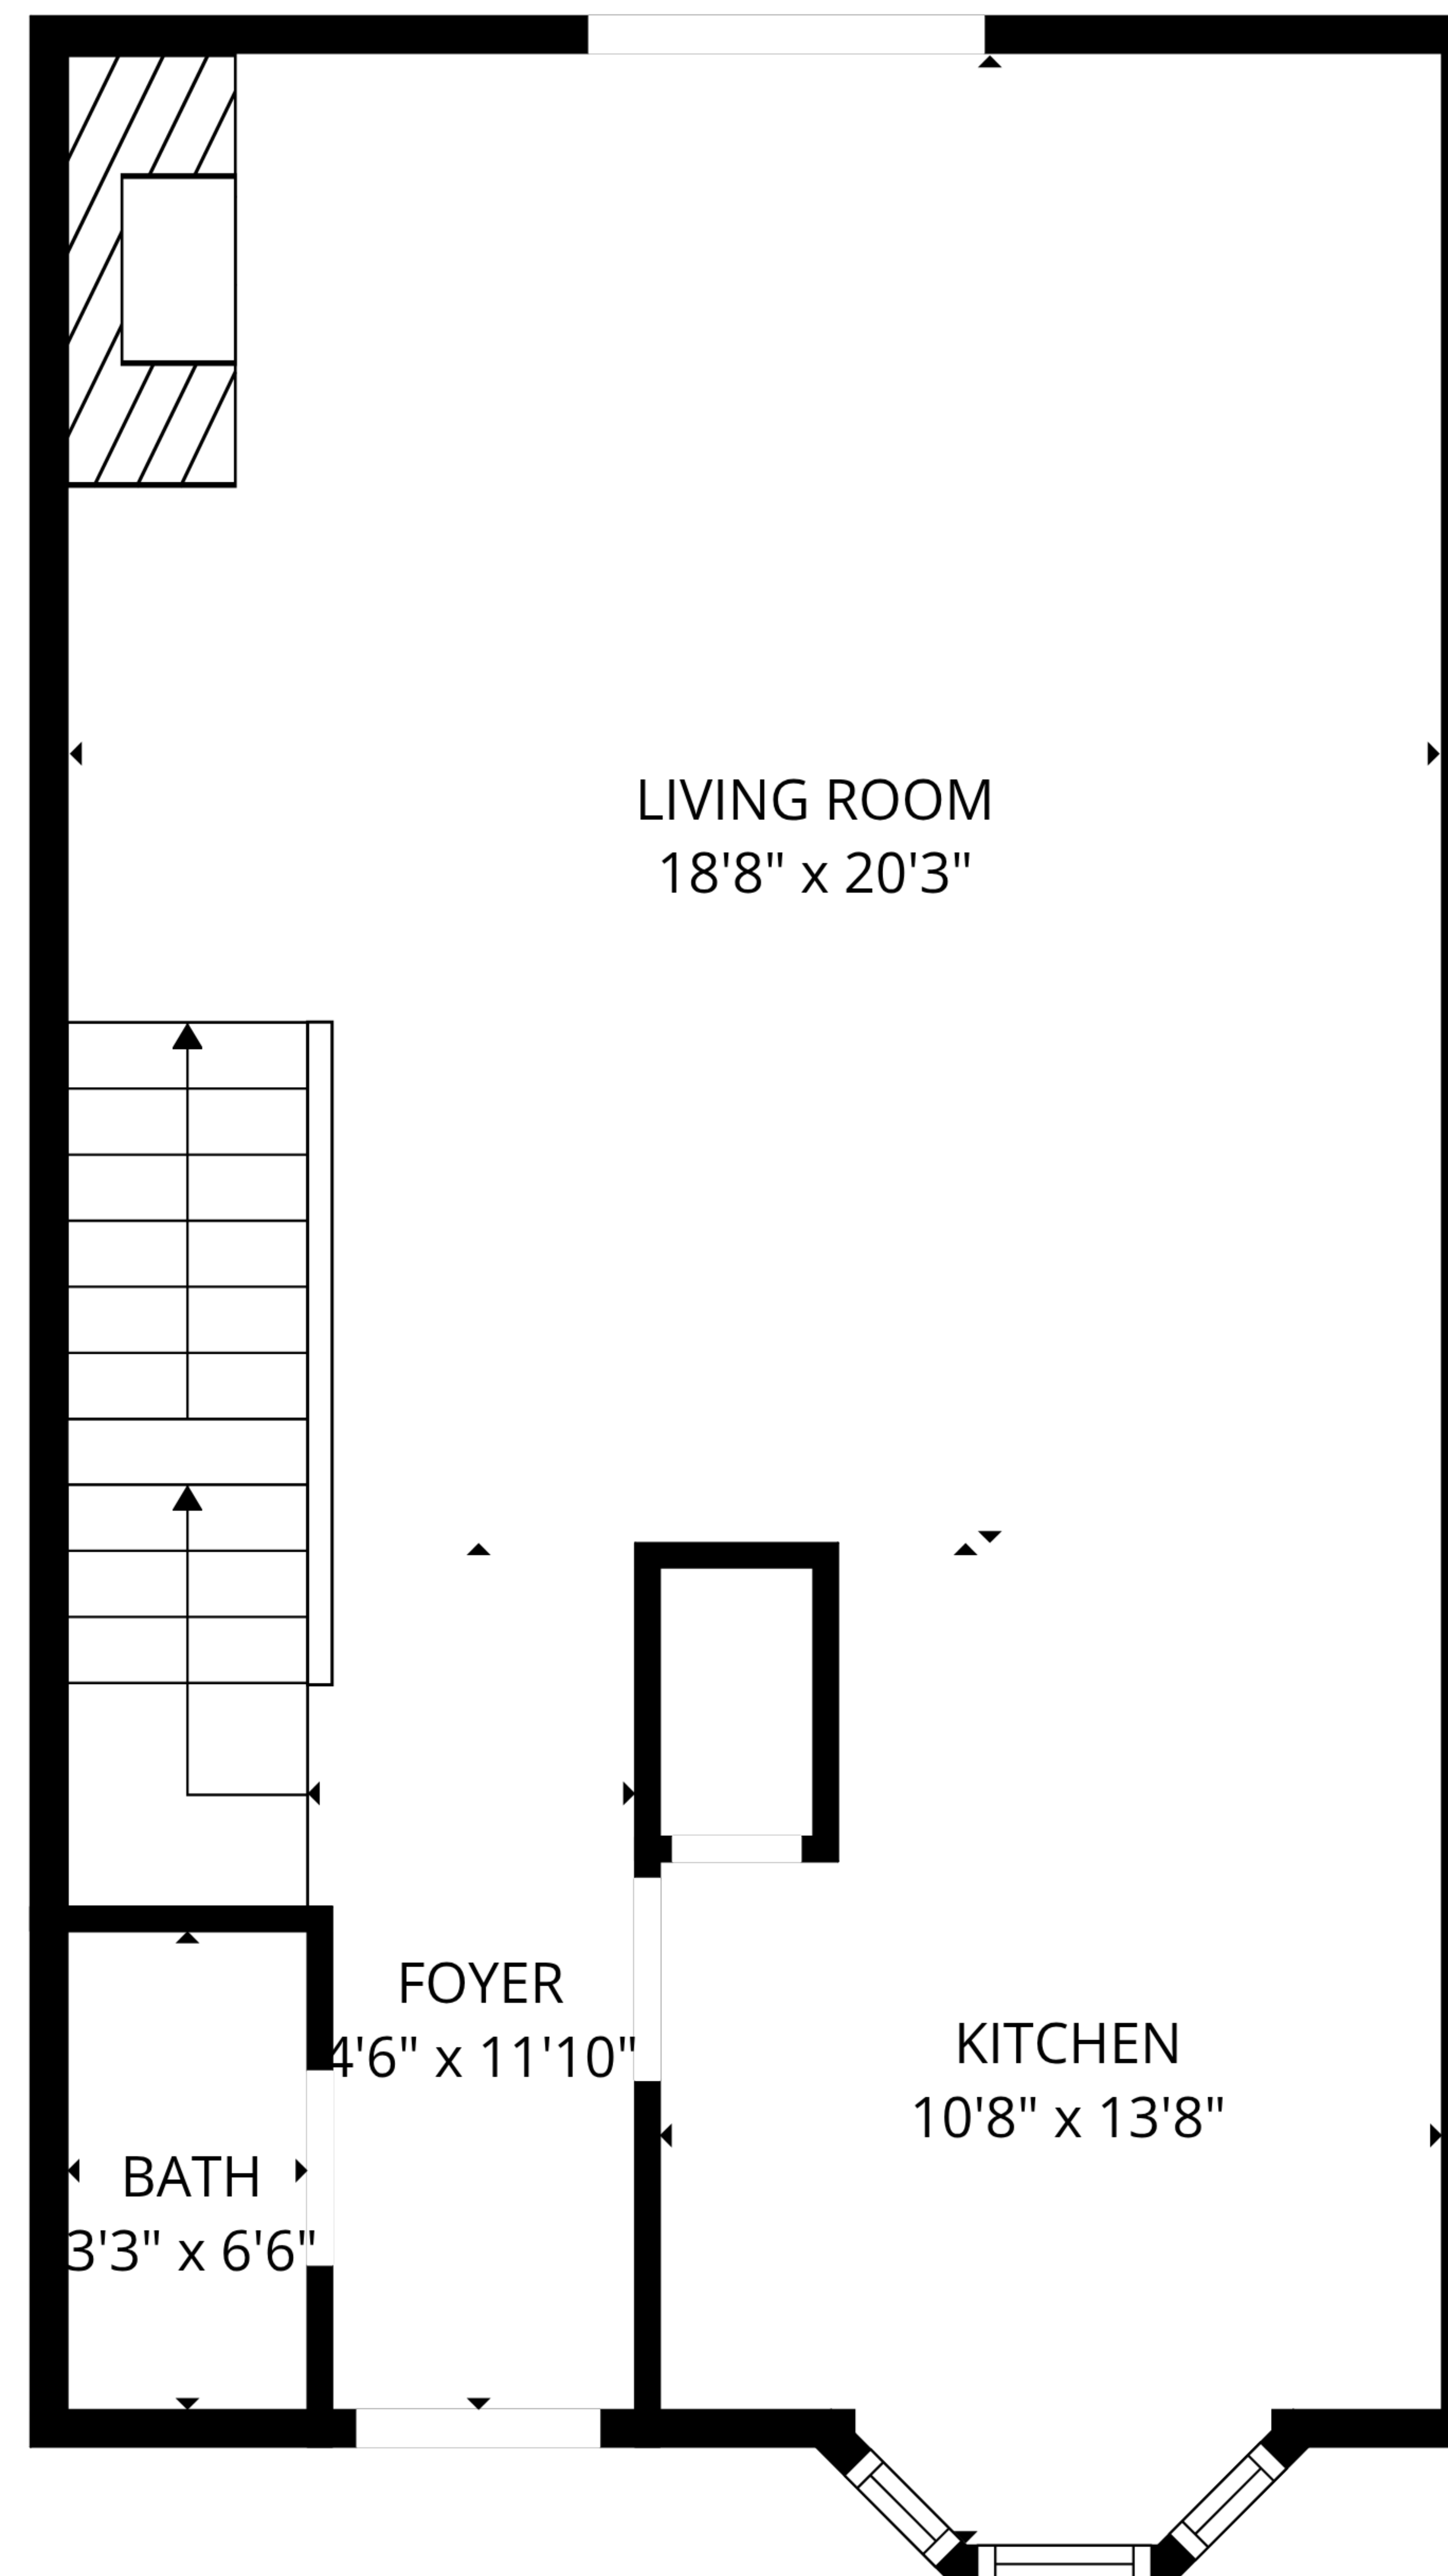 LIVING ROOM
18'8" x 20'3"
FOYER
4'6" x 11'10"
KITCHEN
10'8" x 13'8"
BATH
3'3" x 6'6"